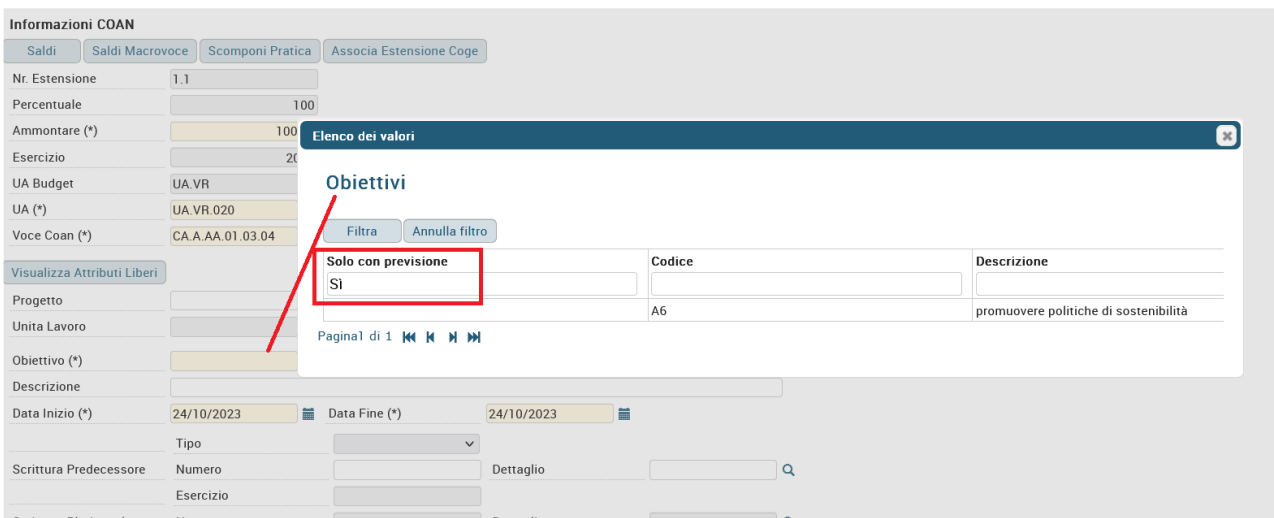 Informazioni COAN
Saldi Saldi Macrovoce Scomponi Pratica Associa Estensione Coge
Nr. Estensione 1.1
Percentuale 100
Ammontare (*) 100
Esercizio 20
UA Budget UA.VR
UA (*) UA.VR.020
Voce Coan (*) CA.A.AA.01.03.04
Visualizza Attributi Liberi
Progetto
Unita Lavoro
Obiettivo (*)
Elenco dei valori
Obiettivi
Filtra Annulla filtro
Solo con previsione Codice Descrizione
Sì
A6 promuovere politiche di sostenibilità
Pagina1 di 1
Descrizione
Data Inizio (*) 24/10/2023 Data Fine (*) 24/10/2023
Tipo
Scrittura Predecessore Numero Dettaglio
Esercizio